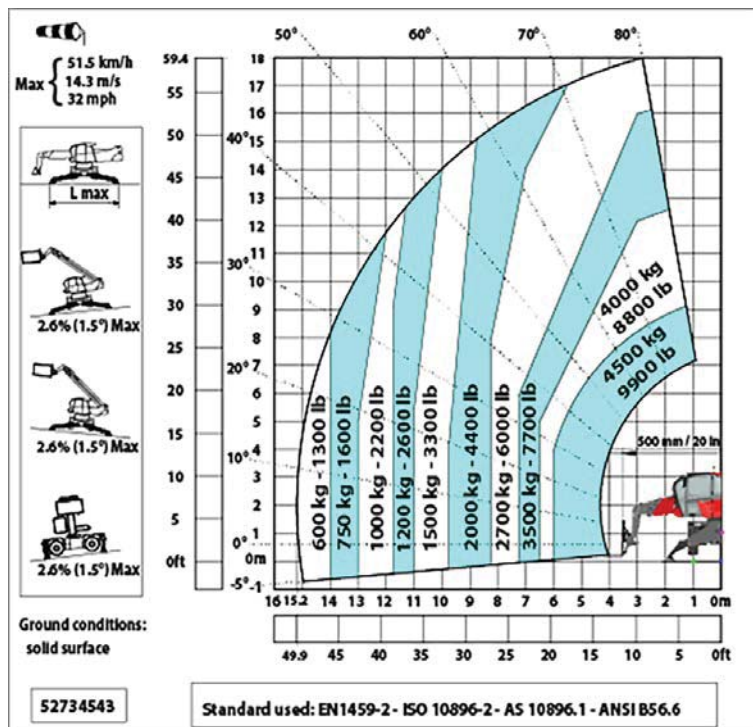 Max
51.5 km/h
14.3 m/s
32 mph
L max
2.6% (1.5°) Max
2.6% (1.5°) Max
2.6% (1.5°) Max
Ground conditions:
solid surface
52734543
59.4
55
50
45
40
35
30
25
20
15
10
5
0ft
18
17
16
15
14
13
12
11
10
9
8
7
6
5
4
3
2
1
0m
-1
-5°
0°
10°
20°
30°
40°
50°
60°
70°
80°
600 kg - 1300 lb
750 kg - 1600 lb
1000 kg - 2200 lb
1200 kg - 2600 lb
1500 kg - 3300 lb
2000 kg - 4400 lb
2700 kg - 6000 lb
3500 kg - 7700 lb
4000 kg
8800 lb
4500 kg
9900 lb
500 mm / 20 in
16 15.2 14 13 12 11 10 9 8 7 6 5 4 3 2 1 0m
49.9 45 40 35 30 25 20 15 10 5 0ft
Standard used: EN1459-2 - ISO 10896-2 - AS 10896.1 - ANSI B56.6